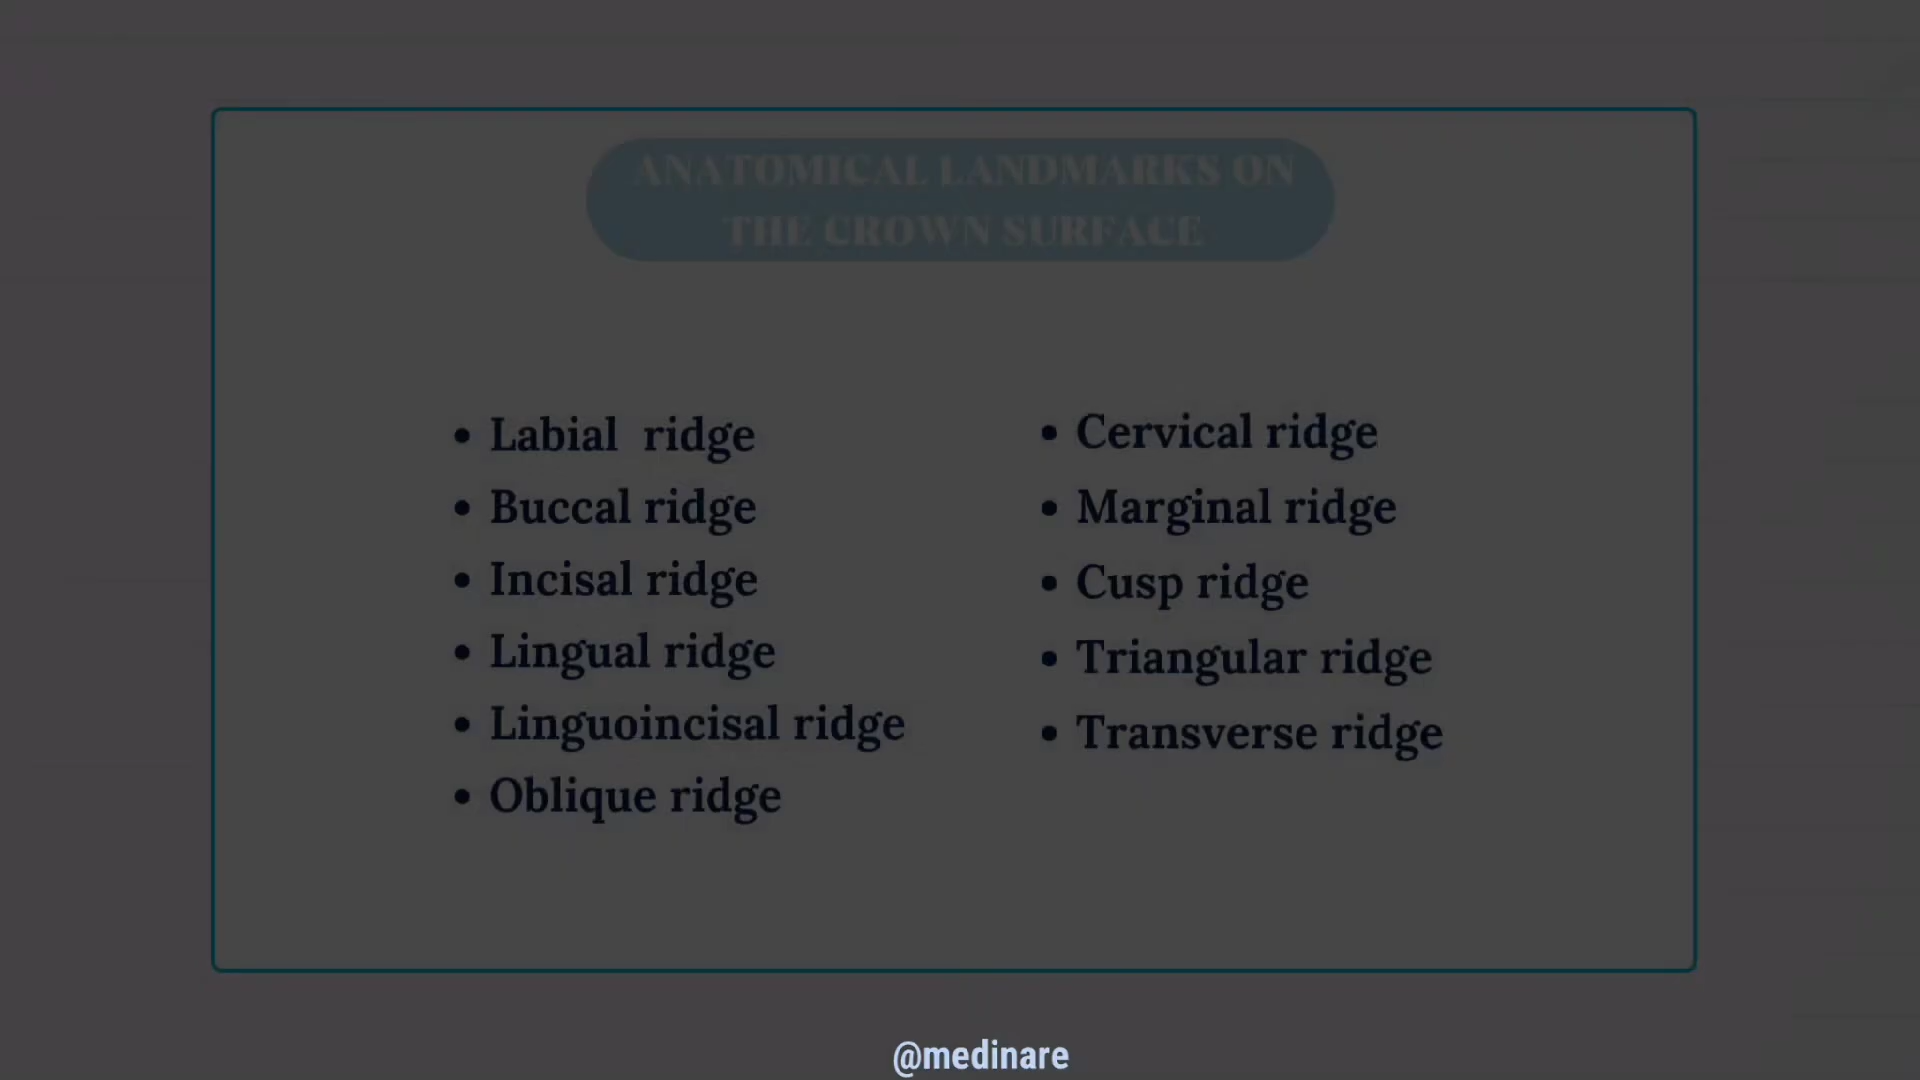 ANATOMICAL LANDMARKS ON
THE CROWN SURFACE
• Labial ridge
• Buccal ridge
• Incisal ridge
• Lingual ridge
• Linguoincisal ridge
• Oblique ridge
• Cervical ridge
• Marginal ridge
• Cusp ridge
• Triangular ridge
• Transverse ridge
@medinare